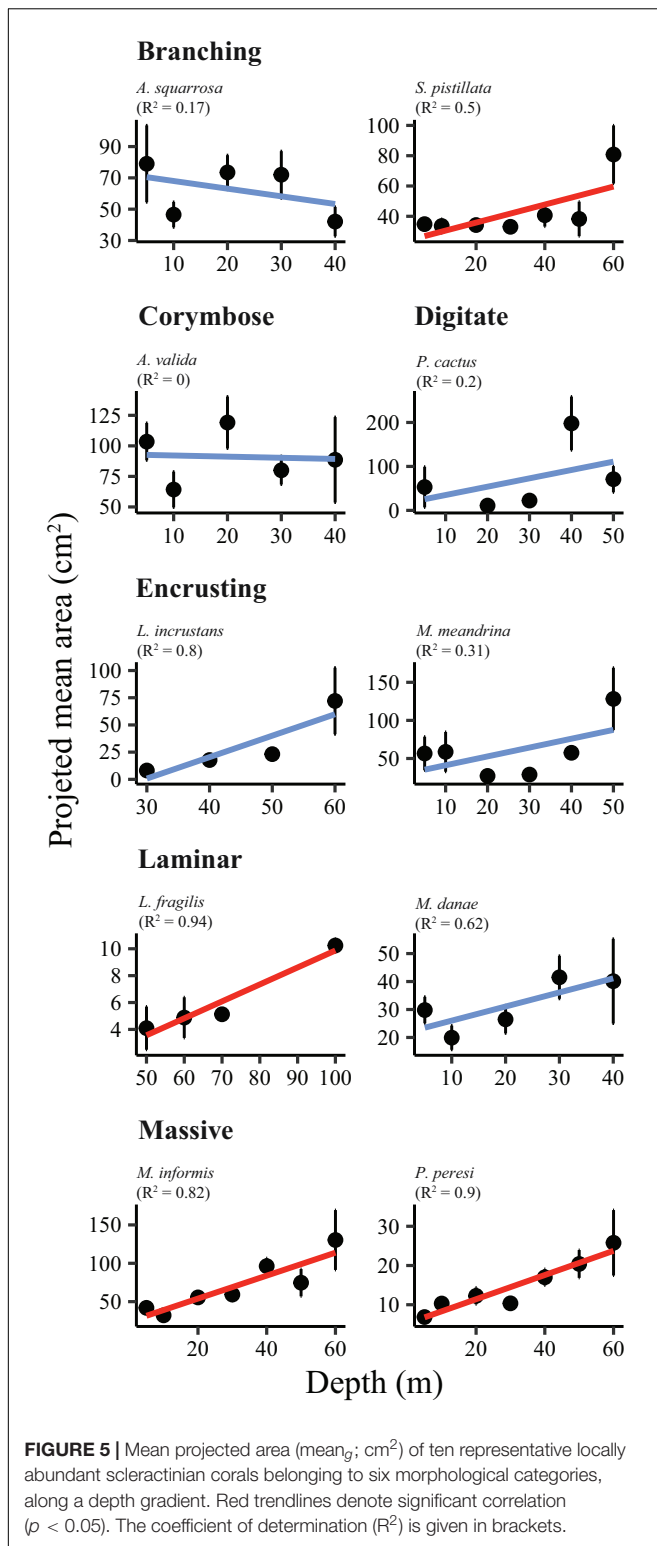 Branching
A. squarrosa
(R² = 0.17)
90
70
50
30
10 20 30 40
S. pistillata
(R² = 0.5)
100
80
60
40
20 40 60
Corymbose
A. valida
(R² = 0)
125
100
75
50
10 20 30 40
Digitate
P. cactus
(R² = 0.2)
200
100
0
10 20 30 40 50
Encrusting
L. incrustans
(R² = 0.8)
100
75
50
25
0
30 40 50 60
M. meandrina
(R² = 0.31)
150
100
50
10 20 30 40 50
Laminar
L. fragilis
(R² = 0.94)
10
8
6
4
50 60 70 80 90 100
M. danae
(R² = 0.62)
50
40
30
20
10 20 30 40
Massive
M. informis
(R² = 0.82)
150
100
50
20 40 60
P. peresi
(R² = 0.9)
30
20
10
20 40 60
Projeted mean area (cm²)
Depth (m)
FIGURE 5 | Mean projected area (mean_g; cm²) of ten representative locally
abundant scleractinian corals belonging to six morphological categories,
along a depth gradient. Red trendlines denote significant correlation
(p < 0.05). The coefficient of determination (R²) is given in brackets.